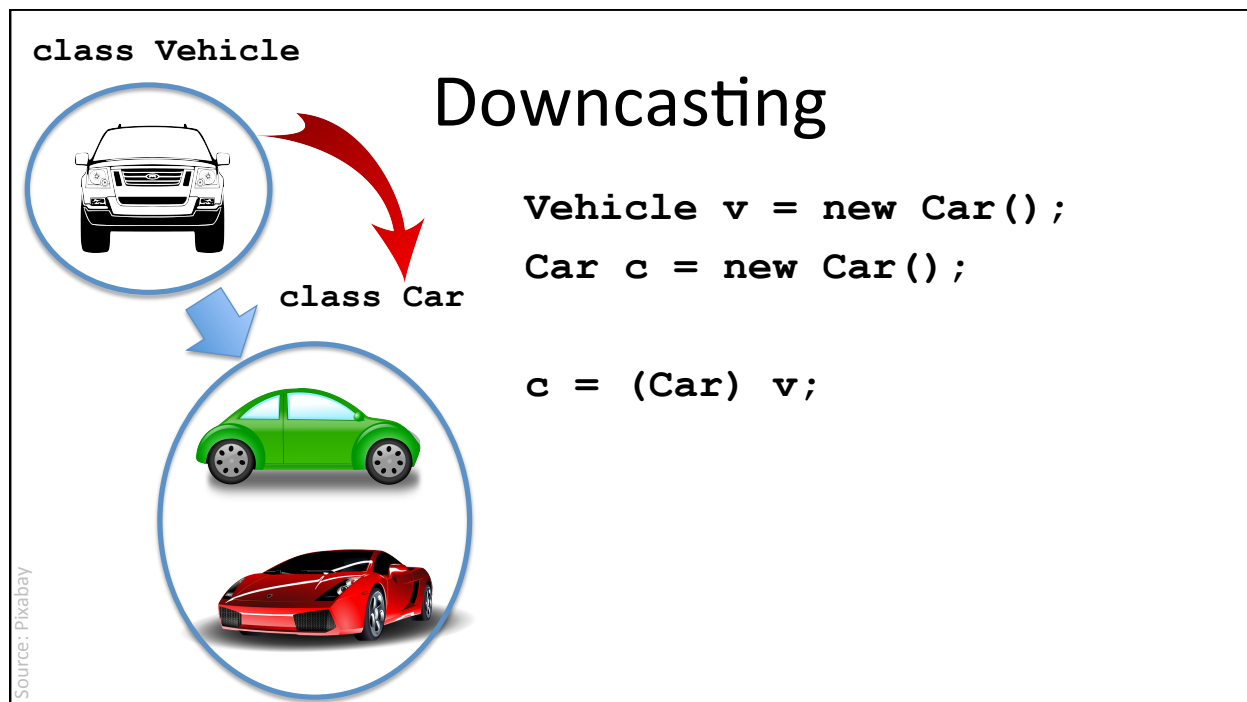 class Vehicle
Downcasting
Vehicle v = new Car();
Car c = new Car();
class Car
c = (Car) v;
Source: Pixabay